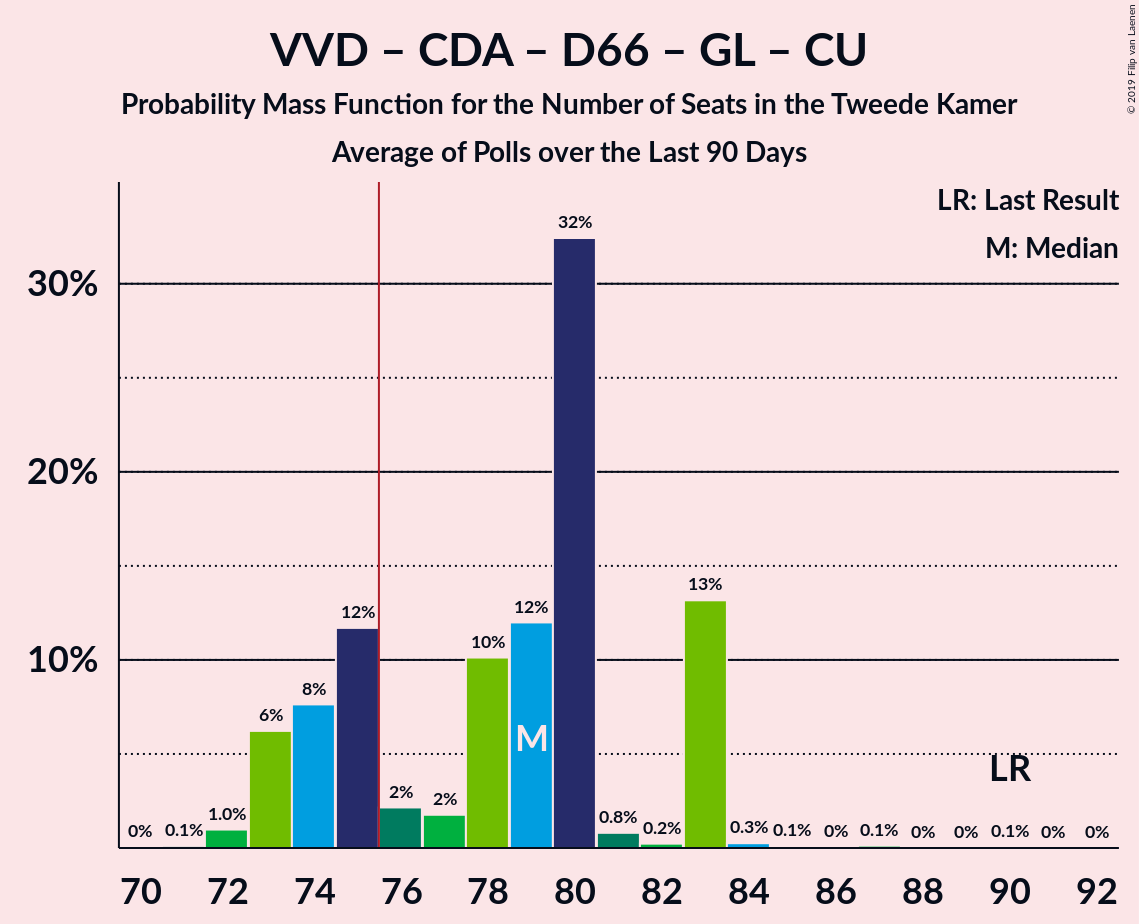 VVD – CDA – D66 – GL – CU
Probability Mass Function for the Number of Seats in the Tweede Kamer
Average of Polls over the Last 90 Days
© 2019 Filip van Laenen
LR: Last Result
M: Median
30%
20%
10%
0% 0.1% 1.0% 6% 8% 12% 2% 2% 10% 12% 32% 0.8% 0.2% 13% 0.3% 0.1% 0% 0.1% 0% 0% 0.1% 0% 0%
M
LR
70 72 74 76 78 80 82 84 86 88 90 92